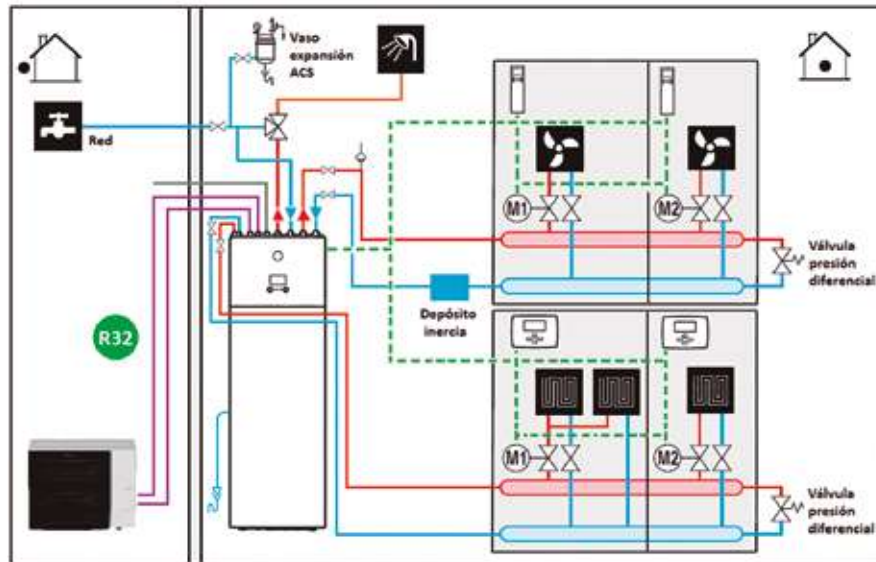 Vaso
expansión
ACS
Red
M1
M2
Válvula
presión
diferencial
Depósito
inercia
R32
M1
M2
Válvula
presión
diferencial